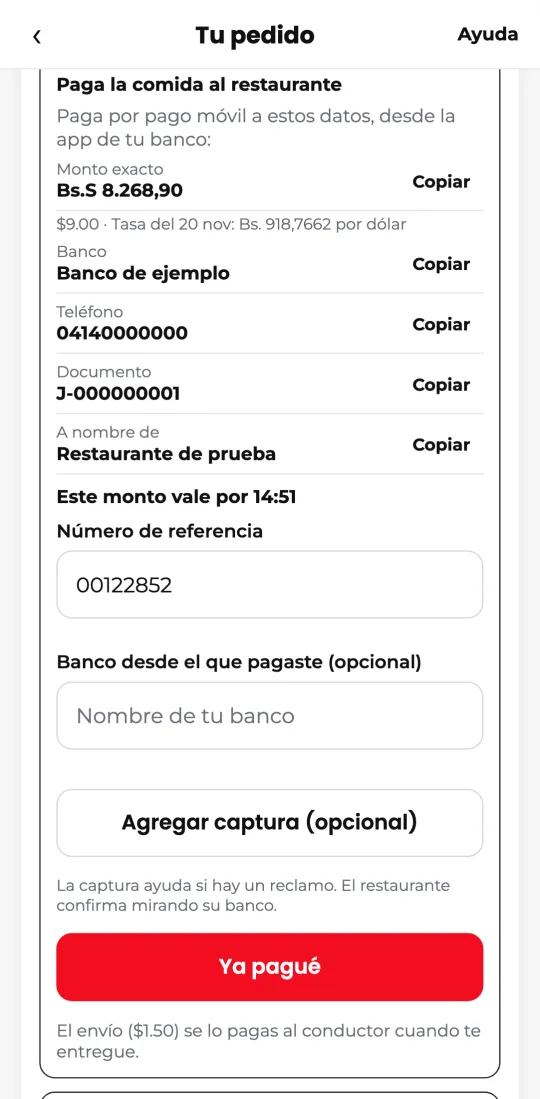 ‹ Tu pedido Ayuda
Paga la comida al restaurante
Paga por pago móvil a estos datos, desde la
app de tu banco:
Monto exacto
Bs.S 8.268,90 Copiar
$9.00 · Tasa del 20 nov: Bs. 918,7662 por dólar
Banco
Banco de ejemplo Copiar
Teléfono
04140000000 Copiar
Documento
J-000000001 Copiar
A nombre de
Restaurante de prueba Copiar
Este monto vale por 14:51
Número de referencia
00122852
Banco desde el que pagaste (opcional)
Nombre de tu banco
Agregar captura (opcional)
La captura ayuda si hay un reclamo. El restaurante
confirma mirando su banco.
Ya pagué
El envío ($1.50) se lo pagas al conductor cuando te
entregue.